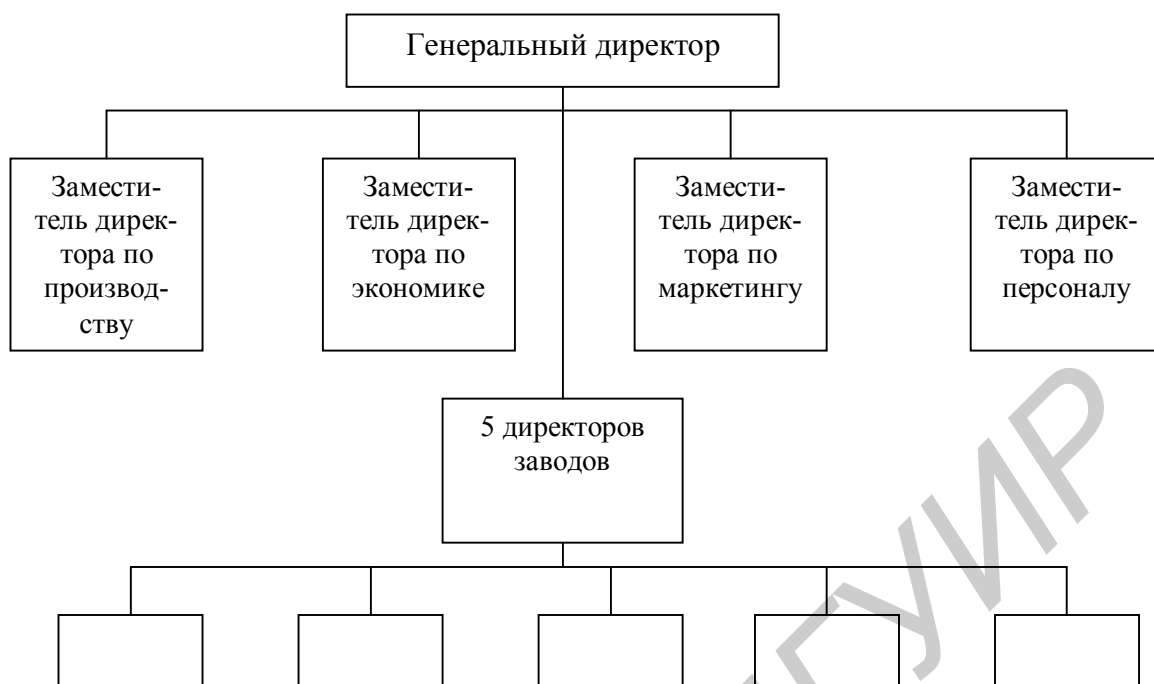 Генеральный директор
Замести-
тель дирек-
тора по
производ-
ству
Замести-
тель дирек-
тора по
экономике
Замести-
тель дирек-
тора по
маркетингу
Замести-
тель дирек-
тора по
персоналу
5 директоров
заводов
ГУИР